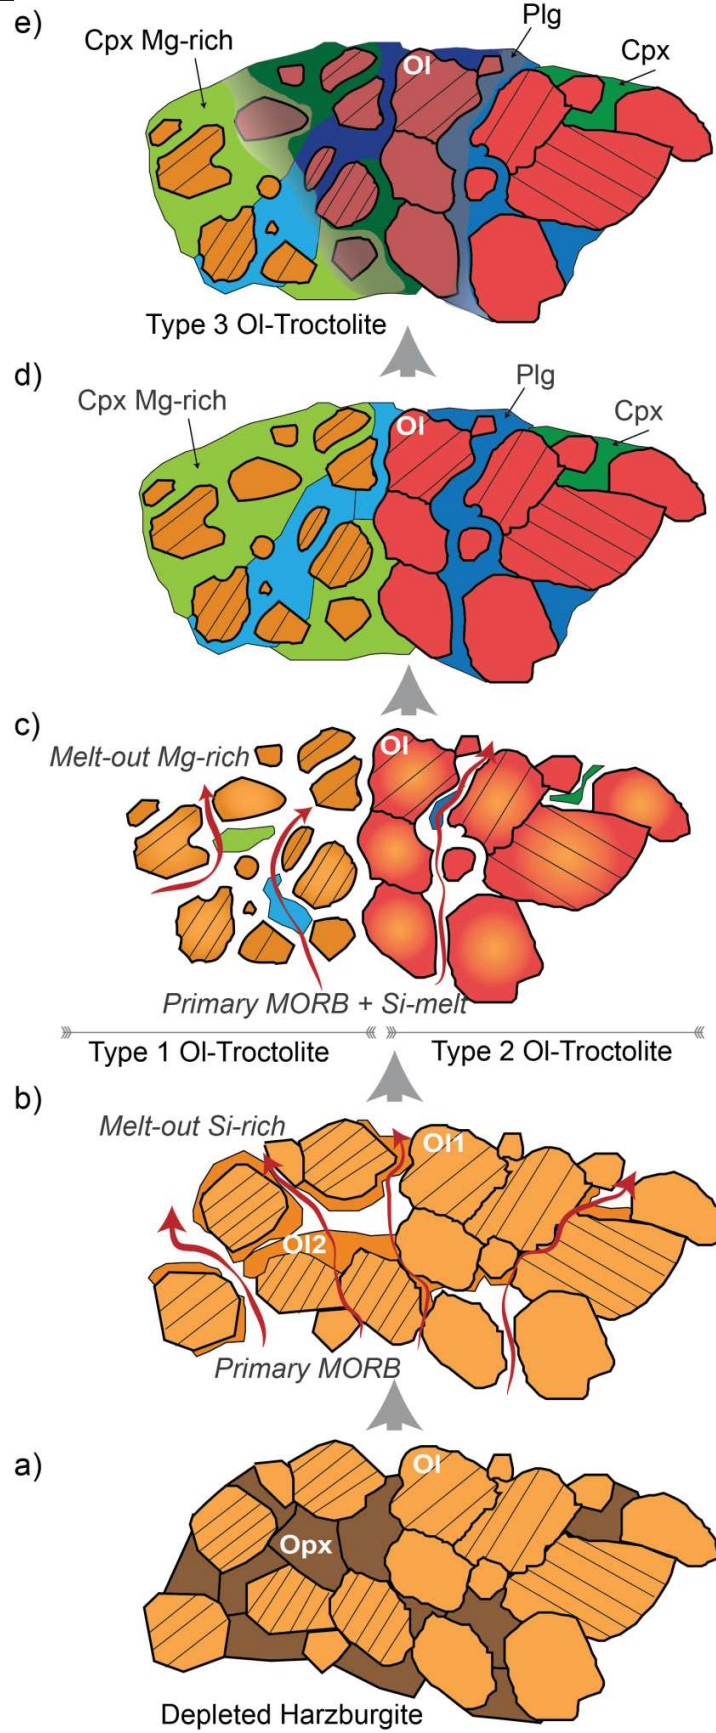 e)
Cpx Mg-rich
Plg
Ol
Cpx
Type 3 Ol-Troctolite
d)
Cpx Mg-rich
Plg
Ol
Cpx
c)
Melt-out Mg-rich
Ol
Primary MORB + Si-melt
Type 1 Ol-Troctolite
Type 2 Ol-Troctolite
b)
Melt-out Si-rich
Ol1
Ol2
Primary MORB
a)
Ol
Opx
Depleted Harzburgite